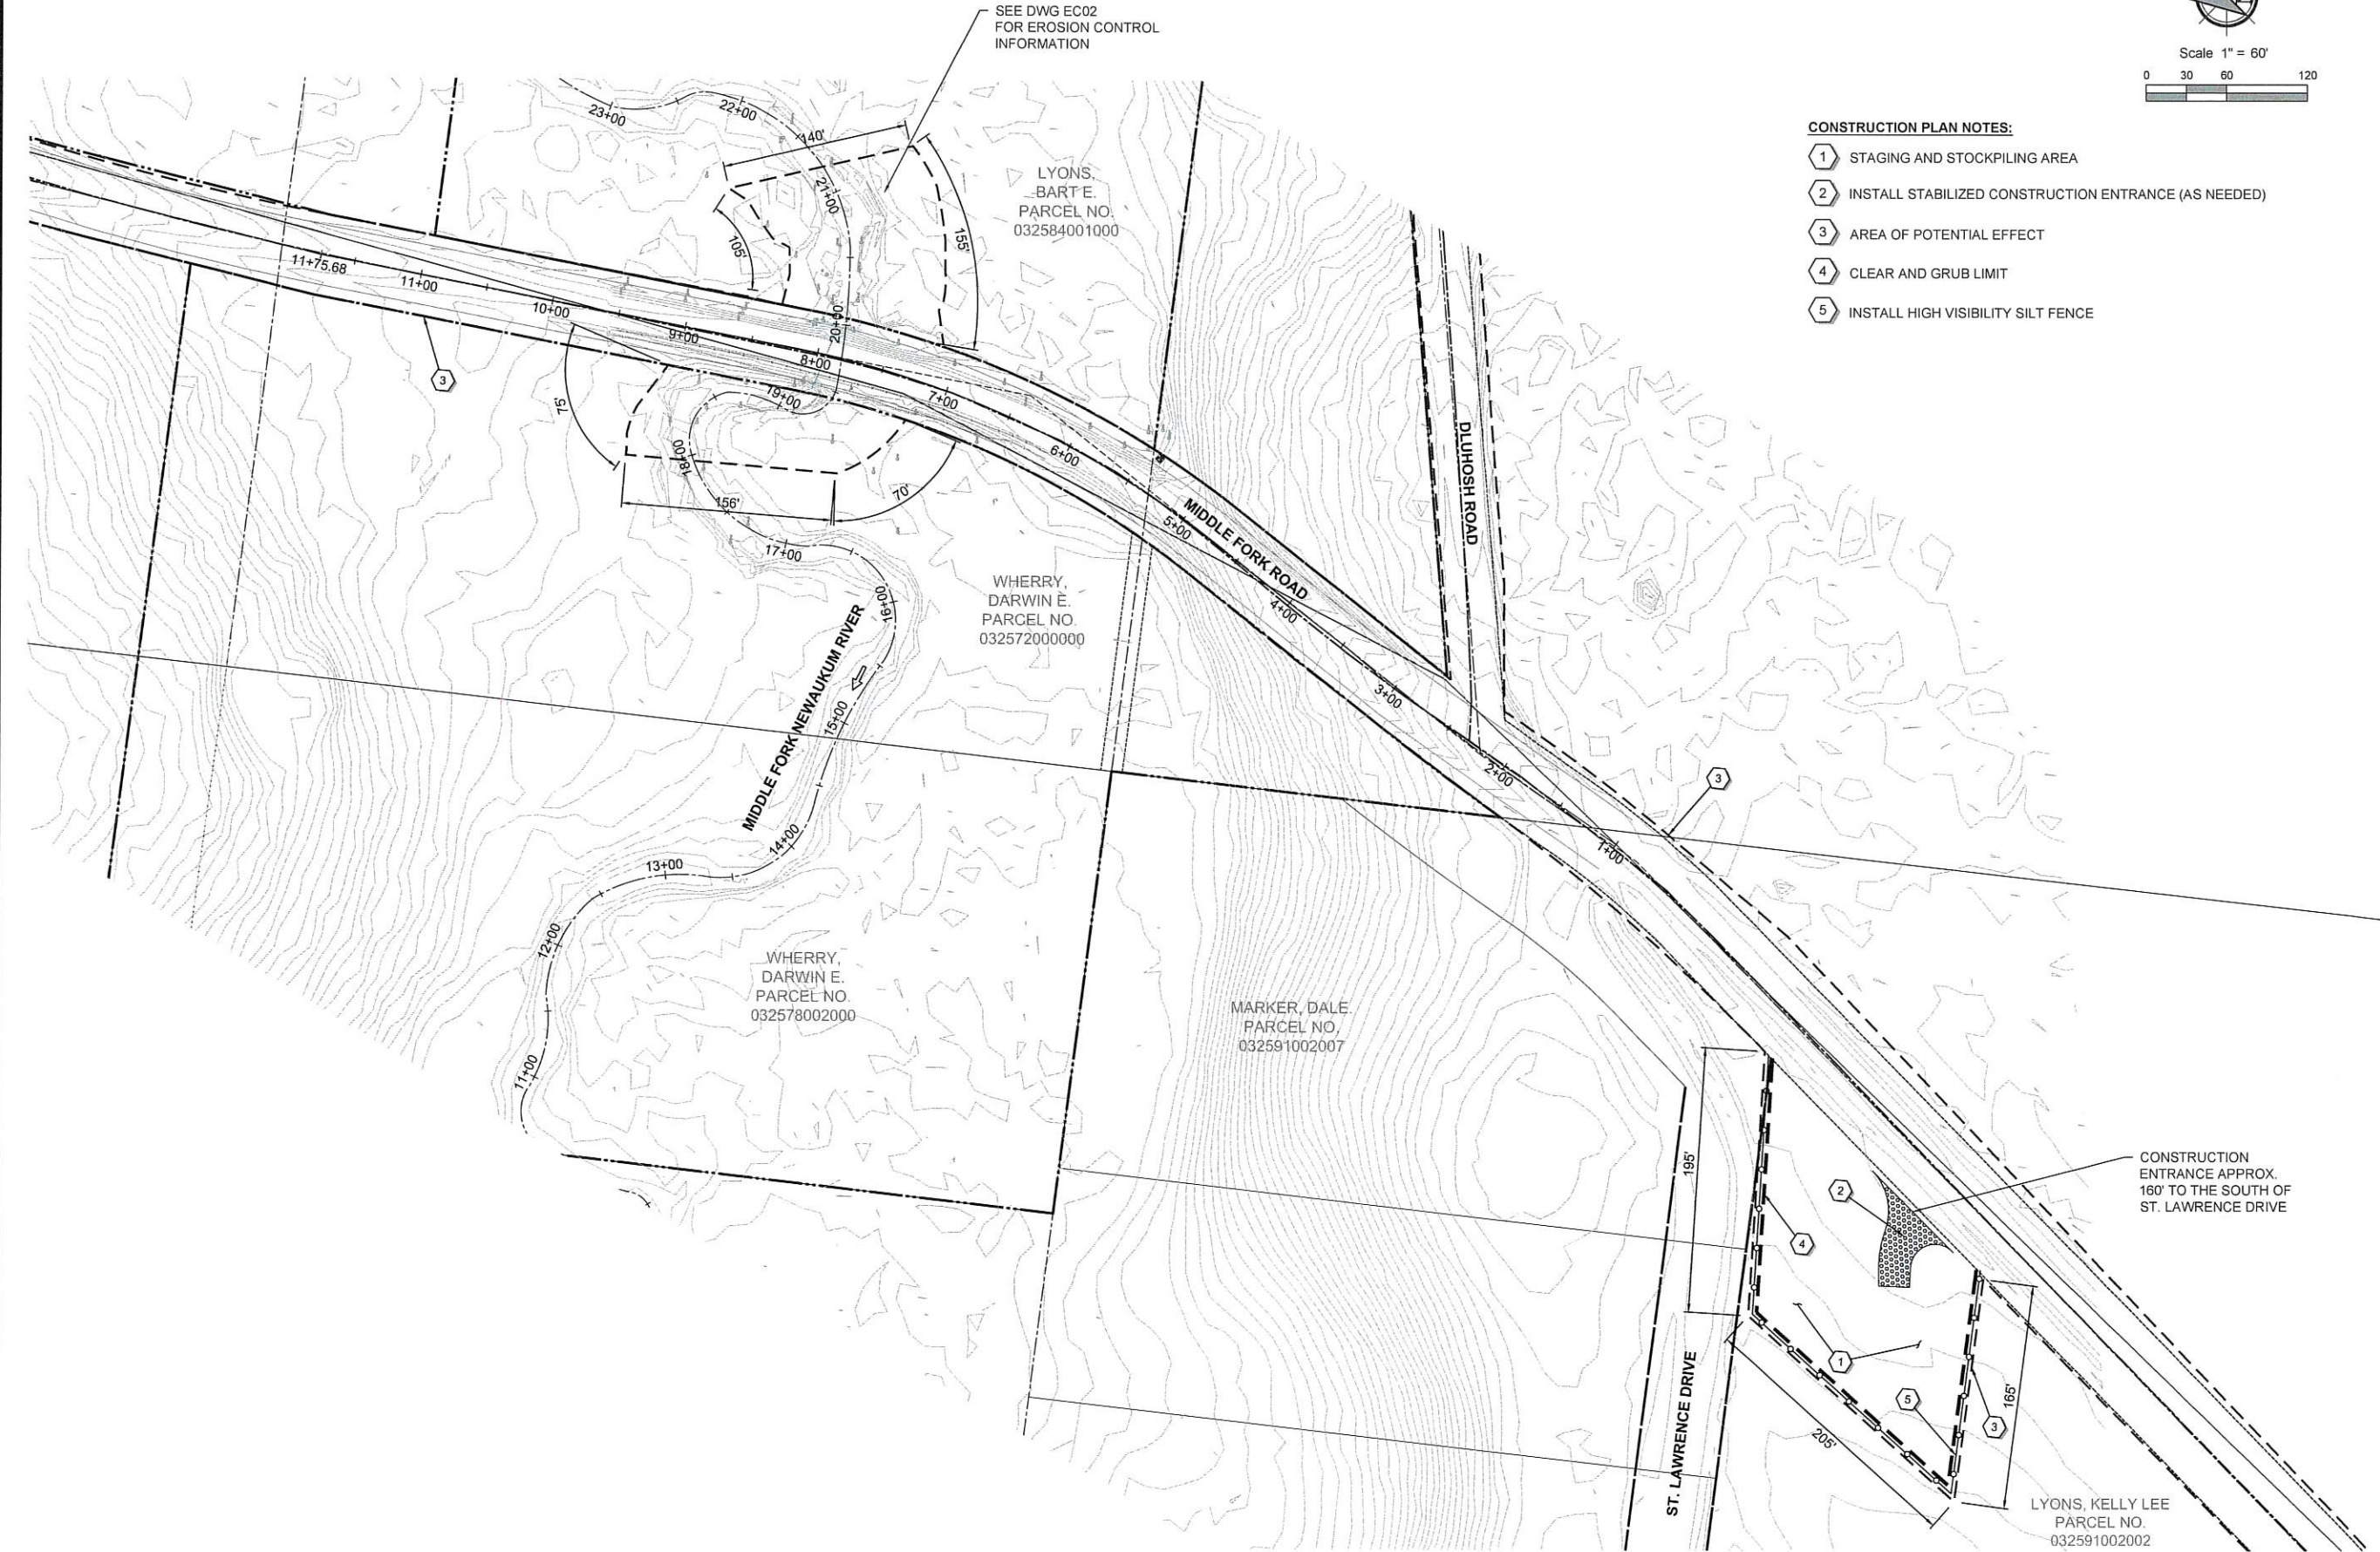 SEE DWG EC02
FOR EROSION CONTROL
INFORMATION
Scale 1" = 60'
0 30 60 120
CONSTRUCTION PLAN NOTES:
1 STAGING AND STOCKPILING AREA
2 INSTALL STABILIZED CONSTRUCTION ENTRANCE (AS NEEDED)
3 AREA OF POTENTIAL EFFECT
4 CLEAR AND GRUB LIMIT
5 INSTALL HIGH VISIBILITY SILT FENCE
23+00
22+00
140'
21+00
105'
155'
20+00
LYONS,
BART E.
PARCEL NO.
032584001000
11+75.68
11+00
10+00
9+00
8+00
7+00
6+00
5+00
4+00
3+00
2+00
1+00
MIDDLE FORK ROAD
DLUHOSH ROAD
3
75'
19+00
18+00
156'
70'
17+00
16+00
15+00
14+00
13+00
12+00
11+00
MIDDLE FORK NEWAUKUM RIVER
WHERRY,
DARWIN E.
PARCEL NO.
032572000000
3
WHERRY,
DARWIN E.
PARCEL NO.
032578002000
MARKER, DALE.
PARCEL NO.
032591002007
195'
CONSTRUCTION
ENTRANCE APPROX.
160' TO THE SOUTH OF
ST. LAWRENCE DRIVE
2
4
1
5
3
165'
205'
ST. LAWRENCE DRIVE
LYONS, KELLY LEE
PARCEL NO.
032591002002